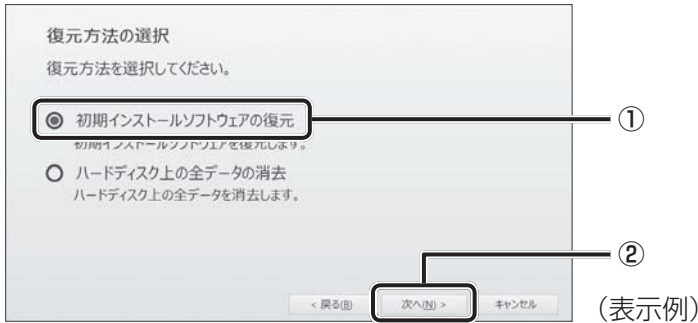 復元方法の選択
復元方法を選択してください。
初期インストールソフトウェアの復元
①
初期インストールソフトウェアを復元します。
ハードディスク上の全データの消去
ハードディスク上の全データを消去します。
②
< 戻る(B)
次へ(N) >
キャンセル
(表示例)